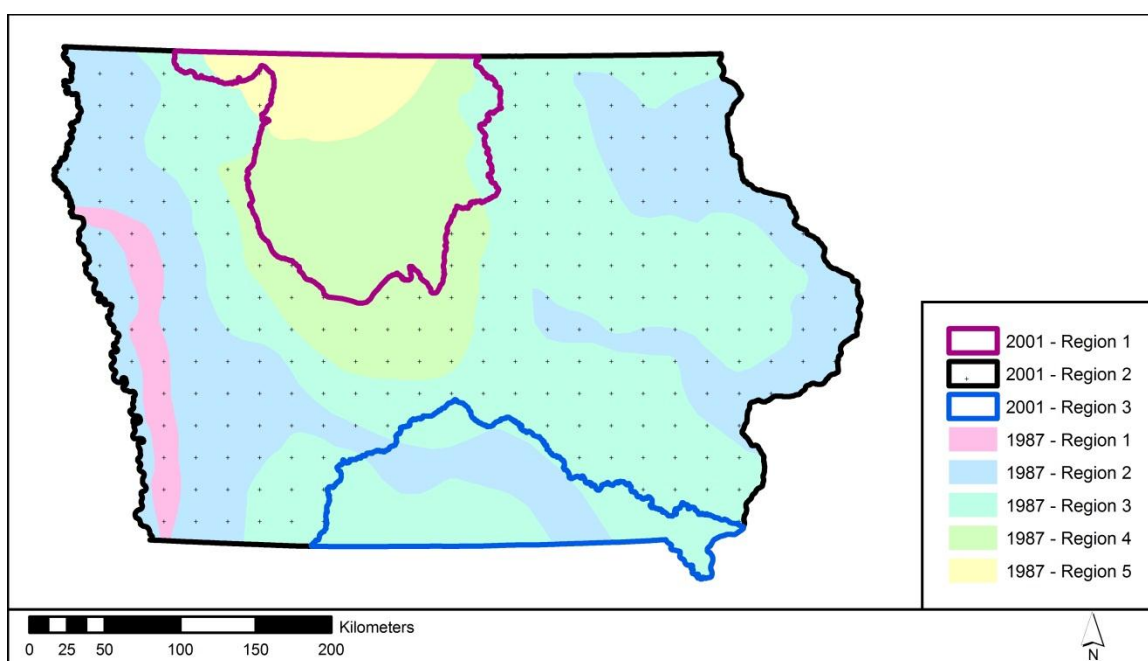 2001 - Region 1
2001 - Region 2
2001 - Region 3
1987 - Region 1
1987 - Region 2
1987 - Region 3
1987 - Region 4
1987 - Region 5
Kilometers
0 25 50 100 150 200
N